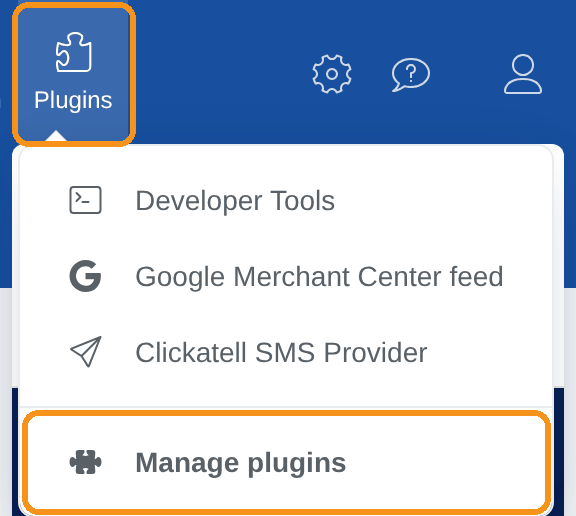 Plugins
Developer Tools
Google Merchant Center feed
Clickatell SMS Provider
Manage plugins